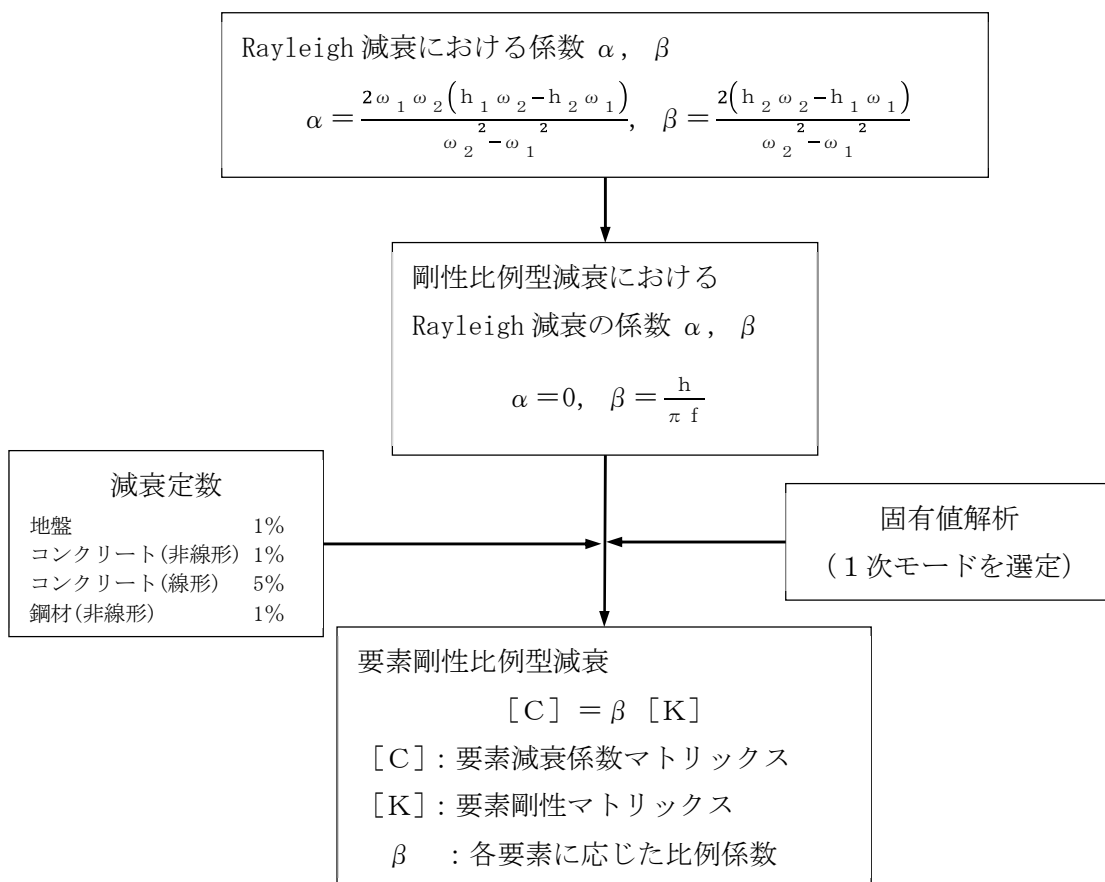 Rayleigh 減衰における係数 α, β
α＝2ω1ω2(h1ω2−h2ω1)/(ω2²−ω1²), β＝2(h2ω2−h1ω1)/(ω2²−ω1²)
剛性比例型減衰における
Rayleigh 減衰の係数 α, β
α＝0, β＝h/(π f)
減衰定数
地盤 1%
コンクリート(非線形) 1%
コンクリート(線形) 5%
鋼材(非線形) 1%
固有値解析
（１次モードを選定）
要素剛性比例型減衰
［C］＝β［K］
［C］：要素減衰係数マトリックス
［K］：要素剛性マトリックス
β ：各要素に応じた比例係数